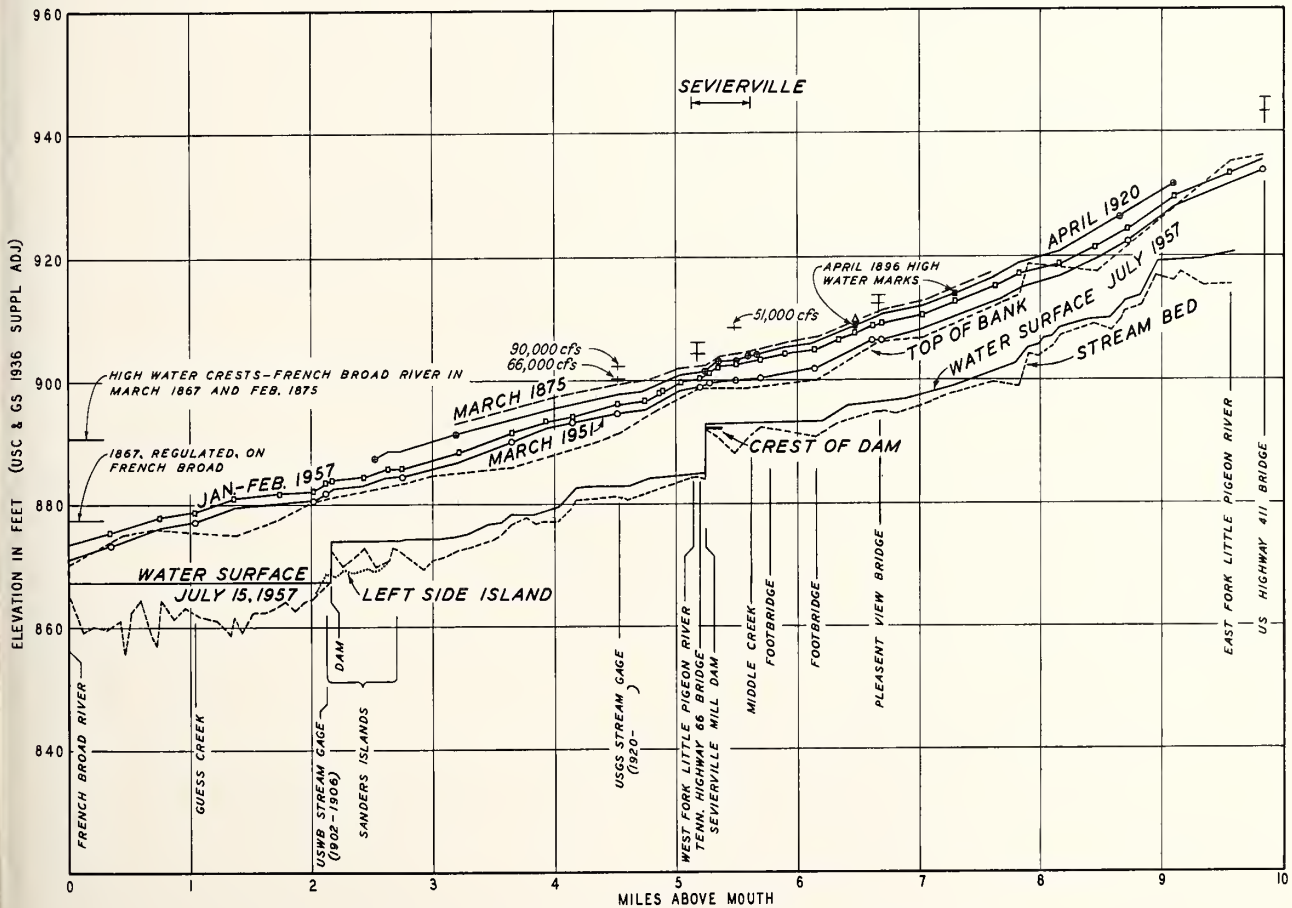 960
940
920
900
880
860
840
ELEVATION IN FEET (USC & GS 1936 SUPPL ADJ)
SEVIERVILLE
APRIL 1920
APRIL 1896 HIGH
WATER MARKS
51,000 cfs
90,000 cfs
66,000 cfs
TOP OF BANK
WATER SURFACE JULY 1957
STREAM BED
HIGH WATER CRESTS-FRENCH BROAD RIVER IN
MARCH 1867 AND FEB. 1875
MARCH 1875
MARCH 1951
CREST OF DAM
1867, REGULATED, ON
FRENCH BROAD
JAN.-FEB. 1957
WATER SURFACE
JULY 15, 1957
LEFT SIDE ISLAND
FRENCH BROAD RIVER
GUESS CREEK
USWB STREAM GAGE
(1902-1906)
DAM
SANDERS ISLANDS
USGS STREAM GAGE
(1920- )
WEST FORK LITTLE PIGEON RIVER
TENN. HIGHWAY 66 BRIDGE
SEVIERVILLE MILL DAM
MIDDLE CREEK
FOOTBRIDGE
FOOTBRIDGE
PLEASENT VIEW BRIDGE
EAST FORK LITTLE PIGEON RIVER
US HIGHWAY 411 BRIDGE
0 1 2 3 4 5 6 7 8 9 10
MILES ABOVE MOUTH